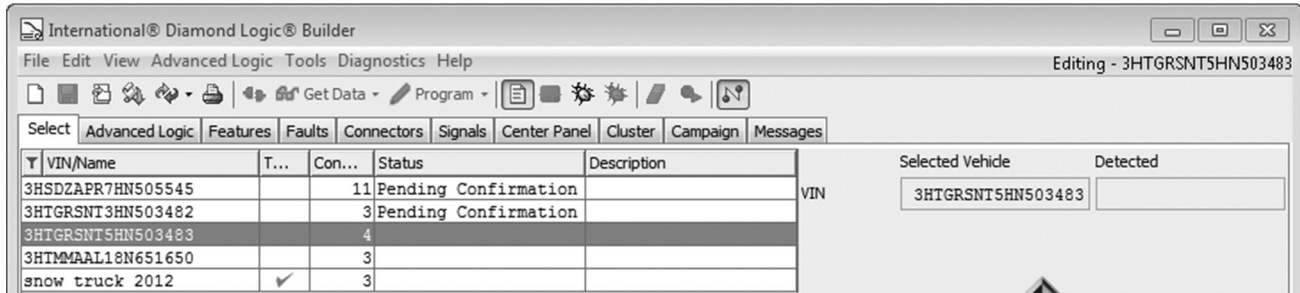 International® Diamond Logic® Builder
File Edit View Advanced Logic Tools Diagnostics Help Editing - 3HTGRSNT5HN503483
Get Data Program
Select Advanced Logic Features Faults Connectors Signals Center Panel Cluster Campaign Messages
VIN/Name T... Con... Status Description Selected Vehicle Detected
3HSDZAPR7HN505545 11 Pending Confirmation VIN 3HTGRSNT5HN503483
3HTGRSNT3HN503482 3 Pending Confirmation
3HTGRSNT5HN503483 4
3HTMMAAL18N651650 3
snow truck 2012 ✓ 3